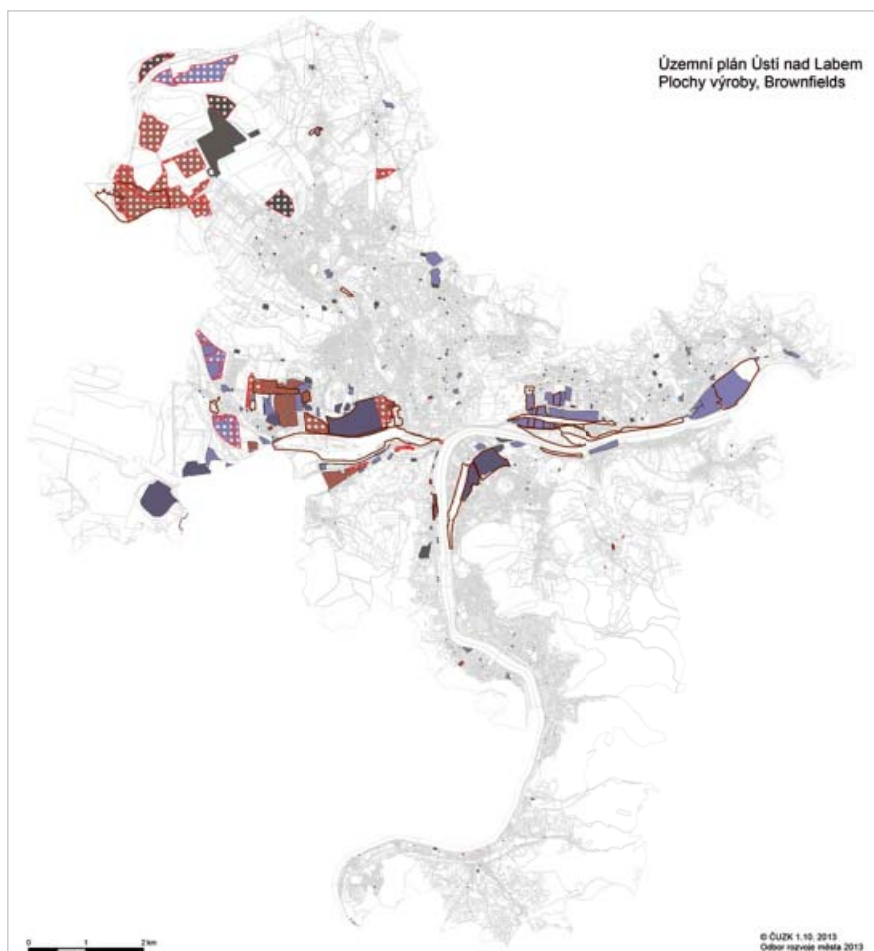 Územní plán Ústí nad Labem
Plochy výroby, Brownfields
0 1 2 km
© ČUZK 1.10. 2013
Odbor rozvoje města 2013